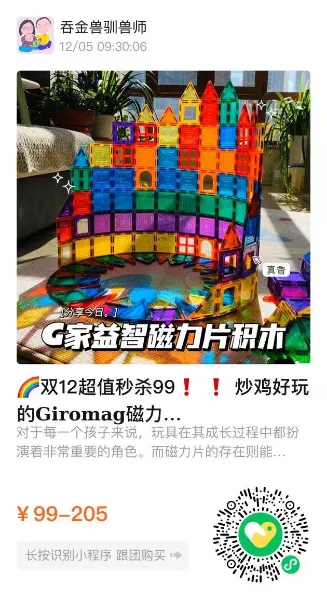 吞金兽驯兽师
12/05 09:30:06
真香
[分享今日。]
G家益智磁力片积木
🌈双12超值秒杀99❗❗炒鸡好玩
的Giromag磁力...
对于每一个孩子来说，玩具在其成长过程中都扮
演着非常重要的角色。而磁力片的存在则能...
¥99-205
长按识别小程序 跟团购买